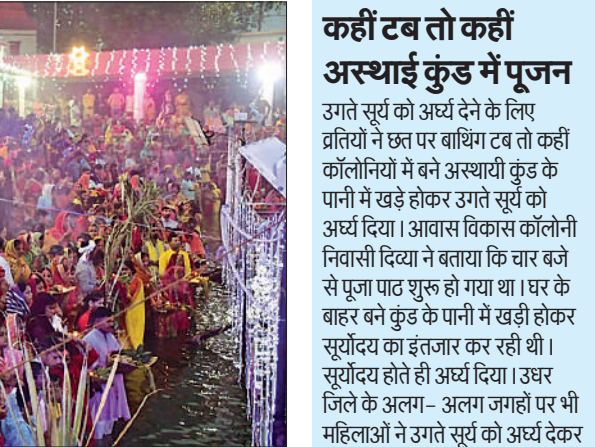 कहीं टब तो कहीं
अस्थाई कुंड में पूजन
उगते सूर्य को अर्घ्य देने के लिए
व्रतियों ने छत पर बाथिंग टब तो कहीं
कॉलोनियों में बने अस्थायी कुंड के
पानी में खड़े होकर उगते सूर्य को
अर्घ्य दिया। आवास विकास कॉलोनी
निवासी दिव्या ने बताया कि चार बजे
से पूजा पाठ शुरू हो गया था। घर के
बाहर बने कुंड के पानी में खड़ी होकर
सूर्योदय का इंतजार कर रही थी।
सूर्योदय होते ही अर्घ्य दिया। उधर
जिले के अलग- अलग जगहों पर भी
महिलाओं ने उगते सूर्य को अर्घ्य देकर